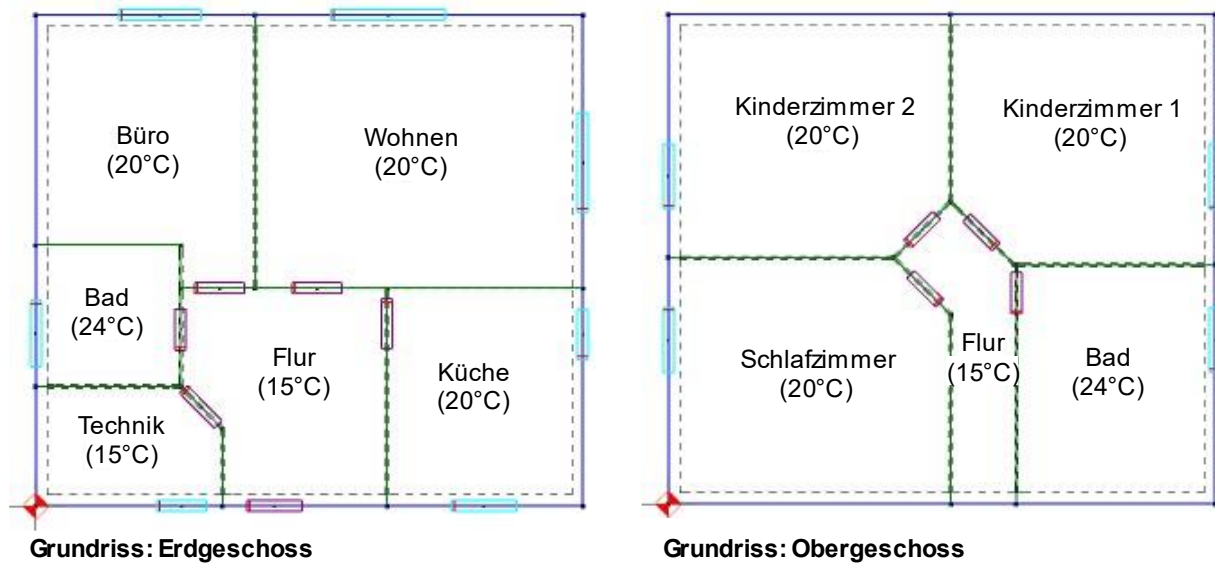 Büro
(20°C)
Wohnen
(20°C)
Bad
(24°C)
Flur
(15°C)
Küche
(20°C)
Technik
(15°C)
Grundriss: Erdgeschoss
Kinderzimmer 2
(20°C)
Kinderzimmer 1
(20°C)
Schlafzimmer
(20°C)
Flur
(15°C)
Bad
(24°C)
Grundriss: Obergeschoss